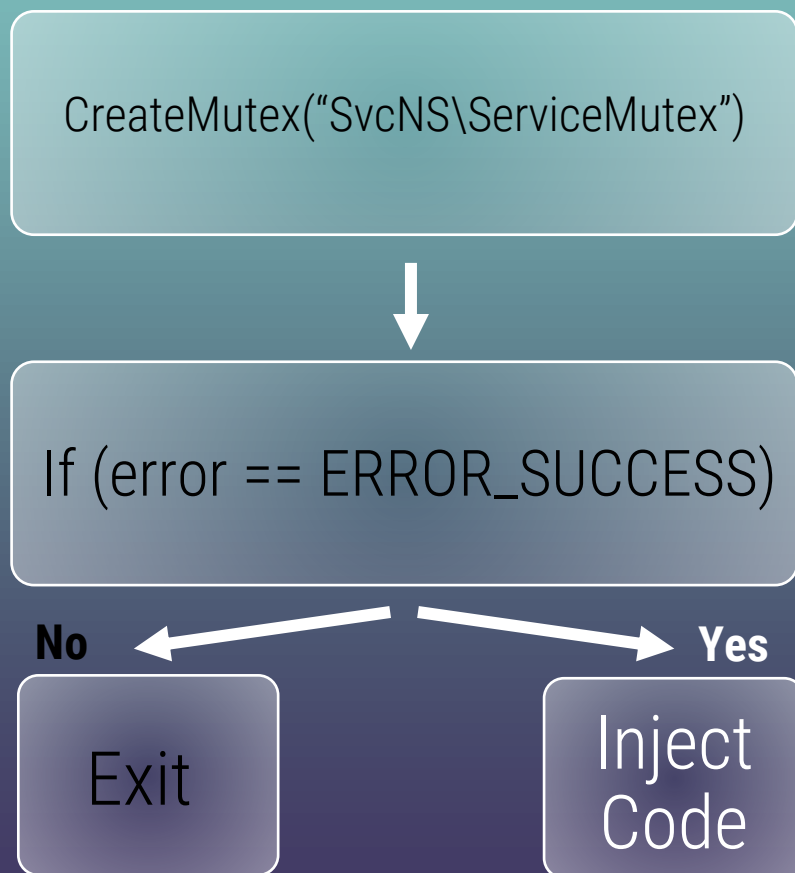 CreateMutex(“SvcNS\ServiceMutex”)
If (error == ERROR_SUCCESS)
No
Yes
Exit
Inject
Code